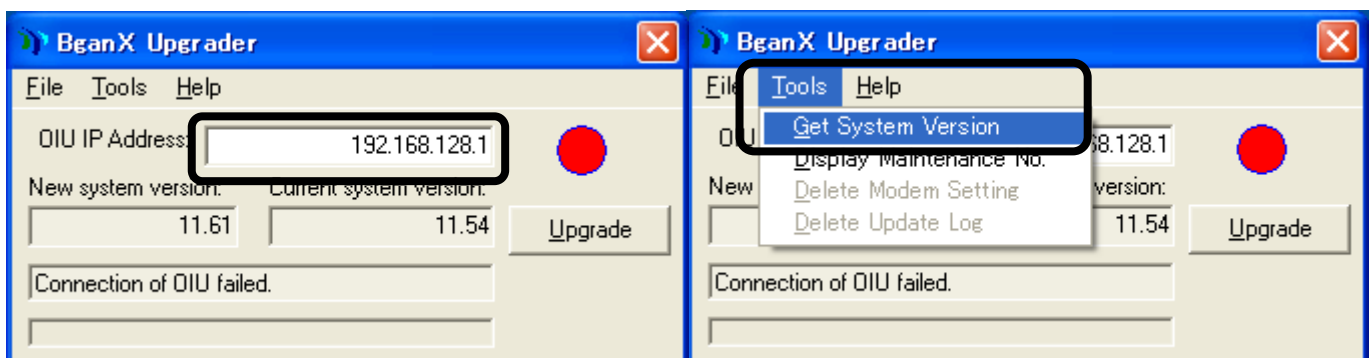 BganX Upgrader
File Tools Help
OIU IP Address: 192.168.128.1
New system version: Current system version:
11.61 11.54 Upgrade
Connection of OIU failed.
BganX Upgrader
File Tools Help
Get System Version
OIU 68.128.1
Display Maintenance No.
New Delete Modem Setting version:
Delete Update Log 11.54 Upgrade
Connection of OIU failed.